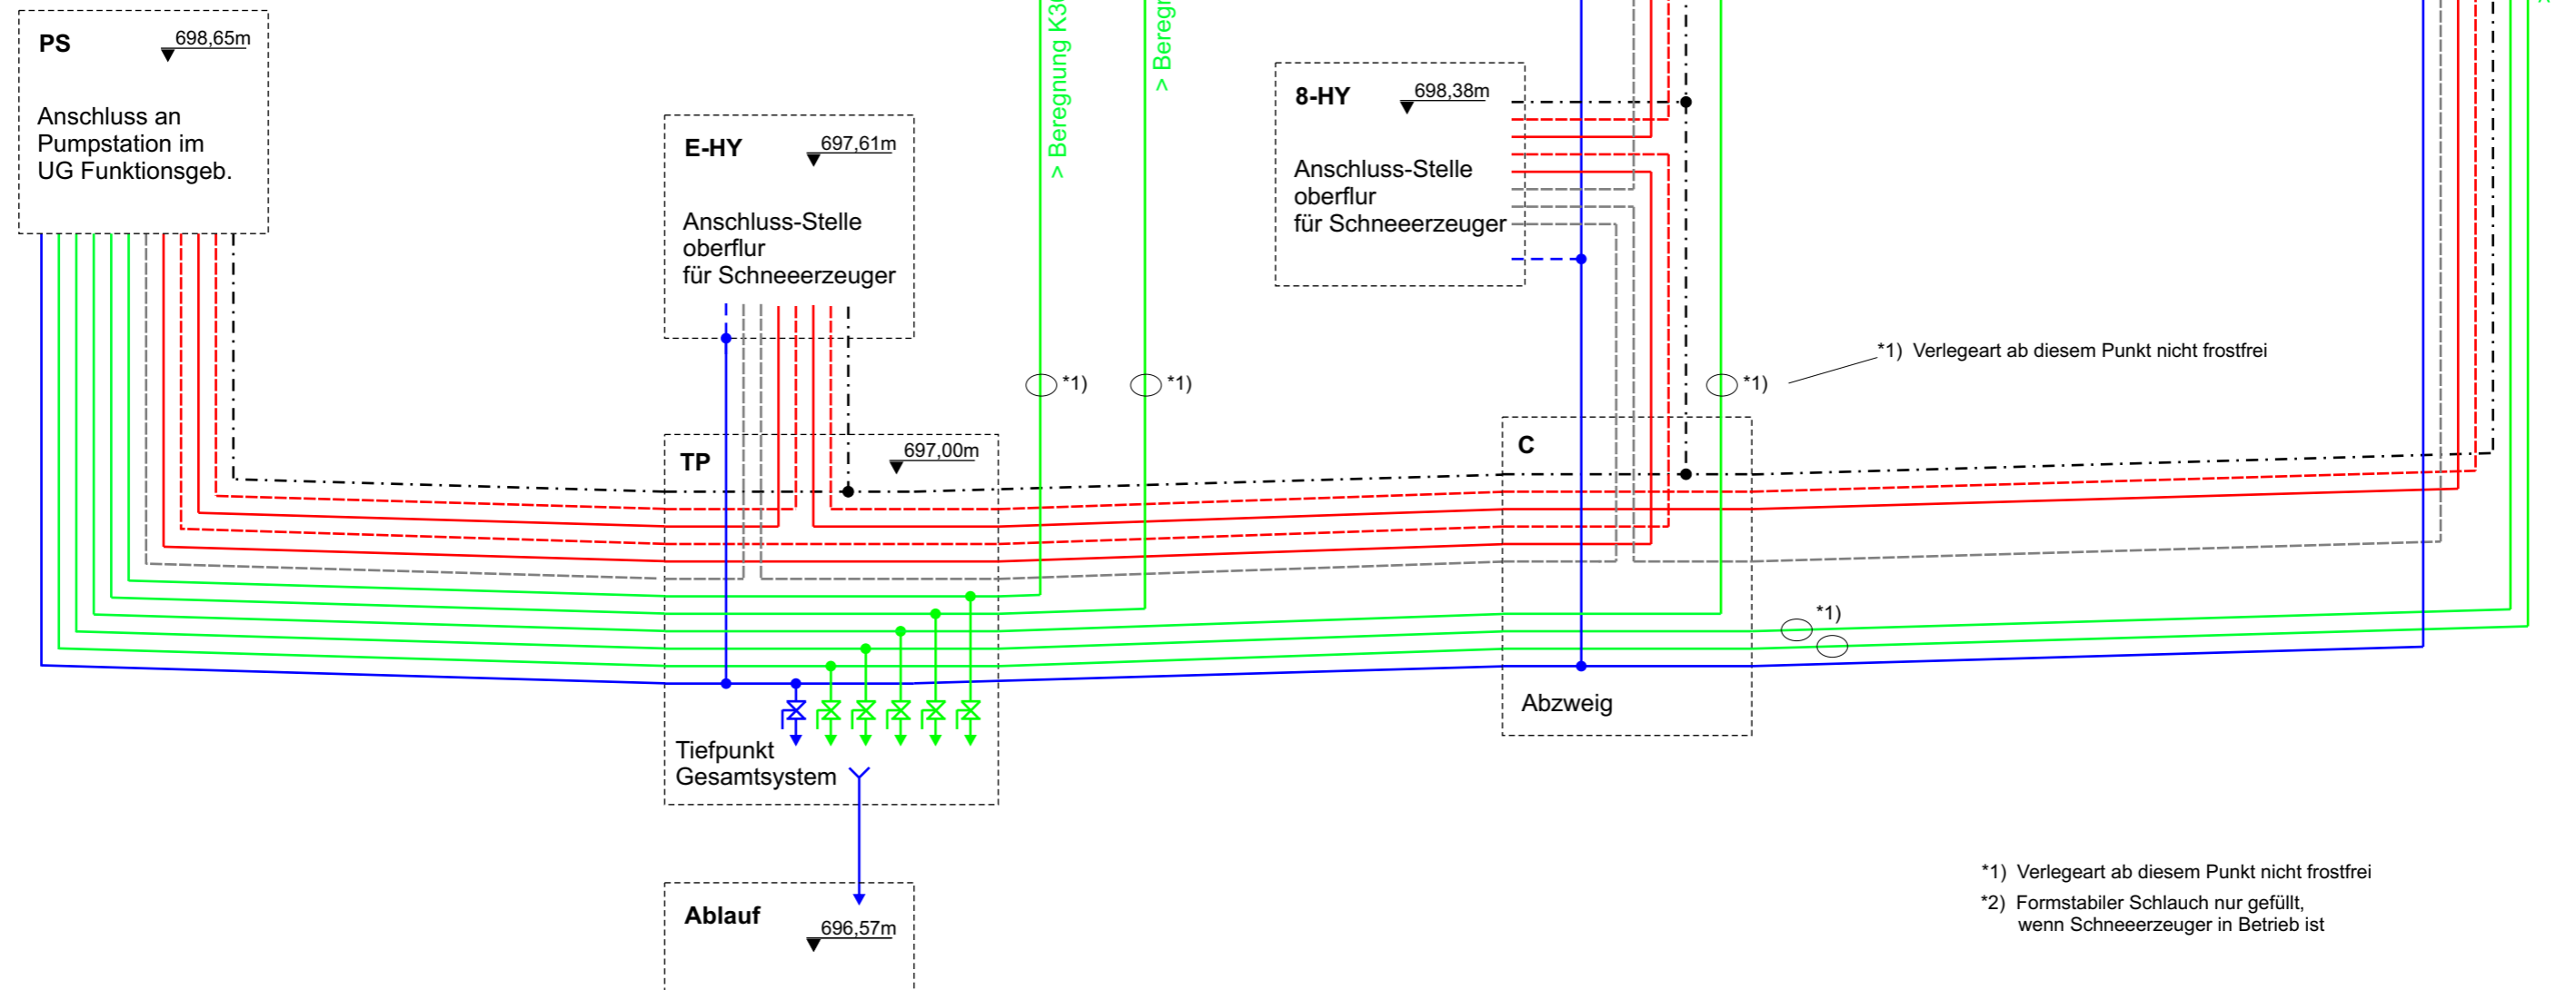 PS
698,65m
Anschluss an
Pumpstation im
UG Funktionsgeb.
E-HY
697,61m
Anschluss-Stelle
oberflur
für Schneeerzeuger
> Beregnung
8-HY
698,38m
Anschluss-Stelle
oberflur
für Schneeerzeuger
*1) Verlegeart ab diesem Punkt nicht frostfrei
*1)
*1)
*1)
TP
697,00m
C
*1)
Abzweig
Tiefpunkt
Gesamtsystem
Ablauf
696,57m
*1) Verlegeart ab diesem Punkt nicht frostfrei
*2) Formstabiler Schlauch nur gefüllt,
wenn Schneeerzeuger in Betrieb ist